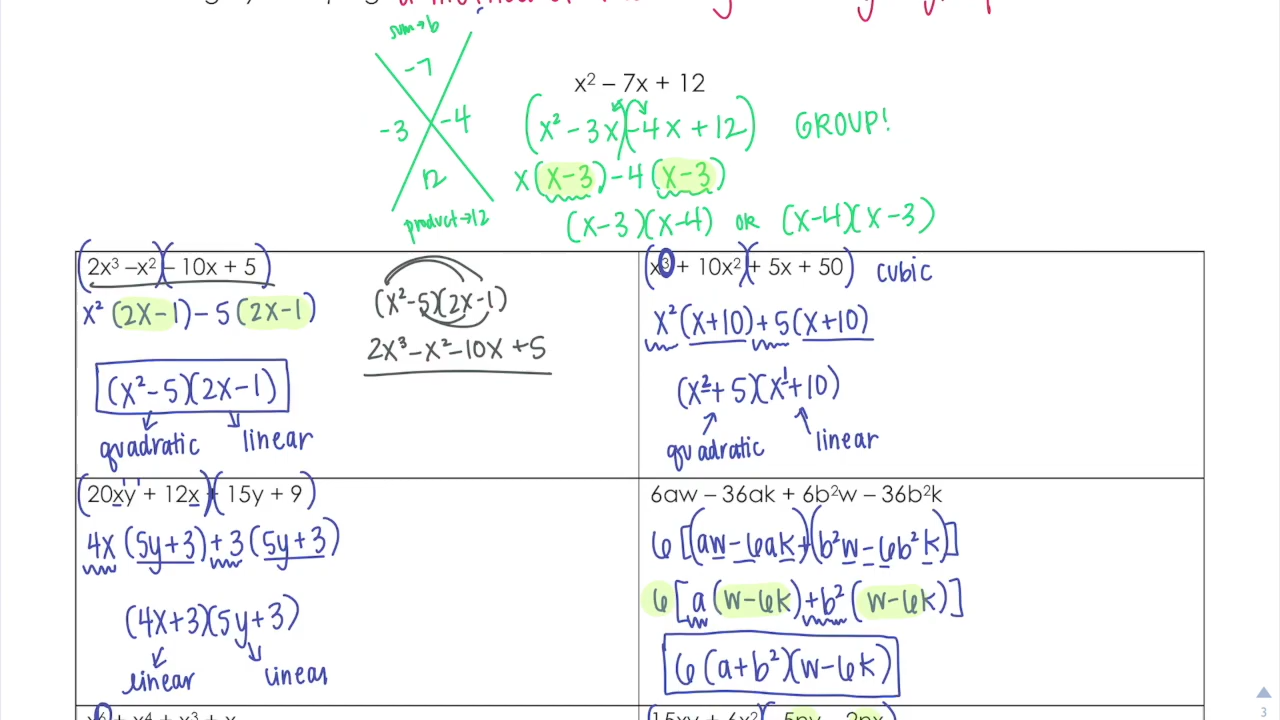 sum→b
-7
-3
-4
12
product→12
x² – 7x + 12
(x² - 3x)(-4x + 12) GROUP!
x(x-3) - 4(x-3)
(x-3)(x-4) or (x-4)(x-3)
(2x³ –x²)(– 10x + 5)
x²(2x-1) - 5(2x-1)
(x²-5)(2x-1)
quadratic linear
(x²-5)(2x-1)
2x³-x²-10x+5
(x³ + 10x²)(+ 5x + 50) cubic
x²(x+10)+5(x+10)
(x²+5)(x¹+10)
quadratic linear
(20xy + 12x)(+ 15y + 9)
4x(5y+3)+3(5y+3)
(4x+3)(5y+3)
linear linear
6aw – 36ak + 6b²w – 36b²k
6[(aw-6ak)+(b²w-6b²k)]
6[a(w-6k)+b²(w-6k)]
6(a+b²)(w-6k)
3